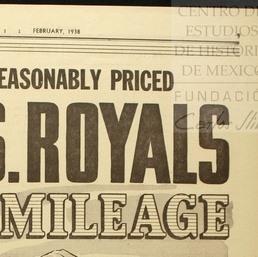 FEBRUARY, 1938
CENTRO DE
ESTUDIOS
DE HISTORIA
DE MEXICO
FUNDACIÓN
EASONABLY PRICED
S. ROYALS
MILEAGE